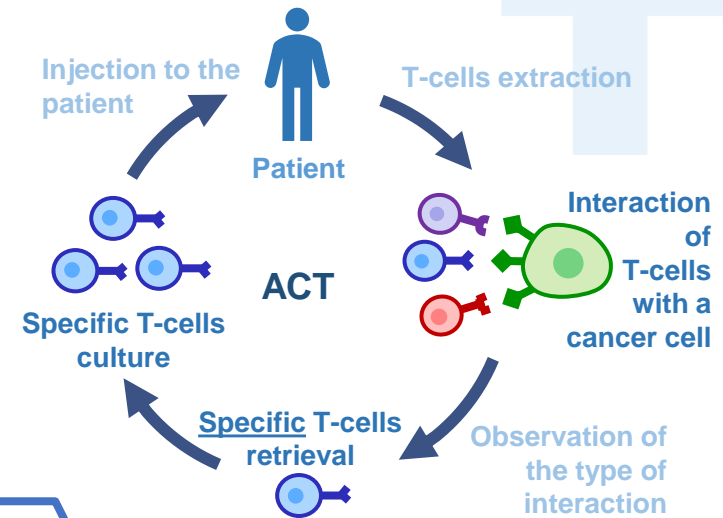 Injection to the
patient
T-cells extraction
Patient
Interaction
of
T-cells
with a
cancer cell
ACT
Specific T-cells
culture
Specific T-cells
retrieval
Observation of
the type of
interaction